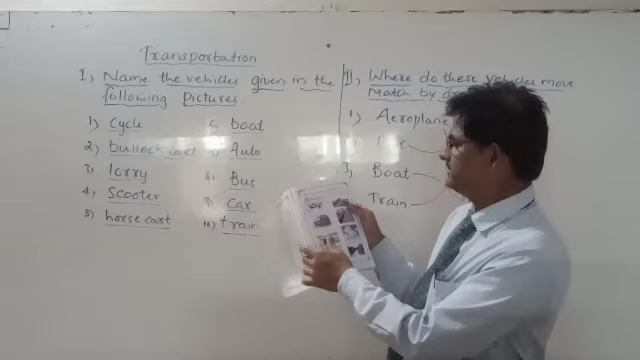 Transportation
I, Name the vehicles given in the
following Pictures.
1) Cycle
2) bullock cart
3, lorry
4, Scooter
5) horse cart
6, boat
7, Auto
8, Bus
9, Car
10, train
II, Where do these vehicles move
Match by
1) Aeroplane
3, Boat
Train